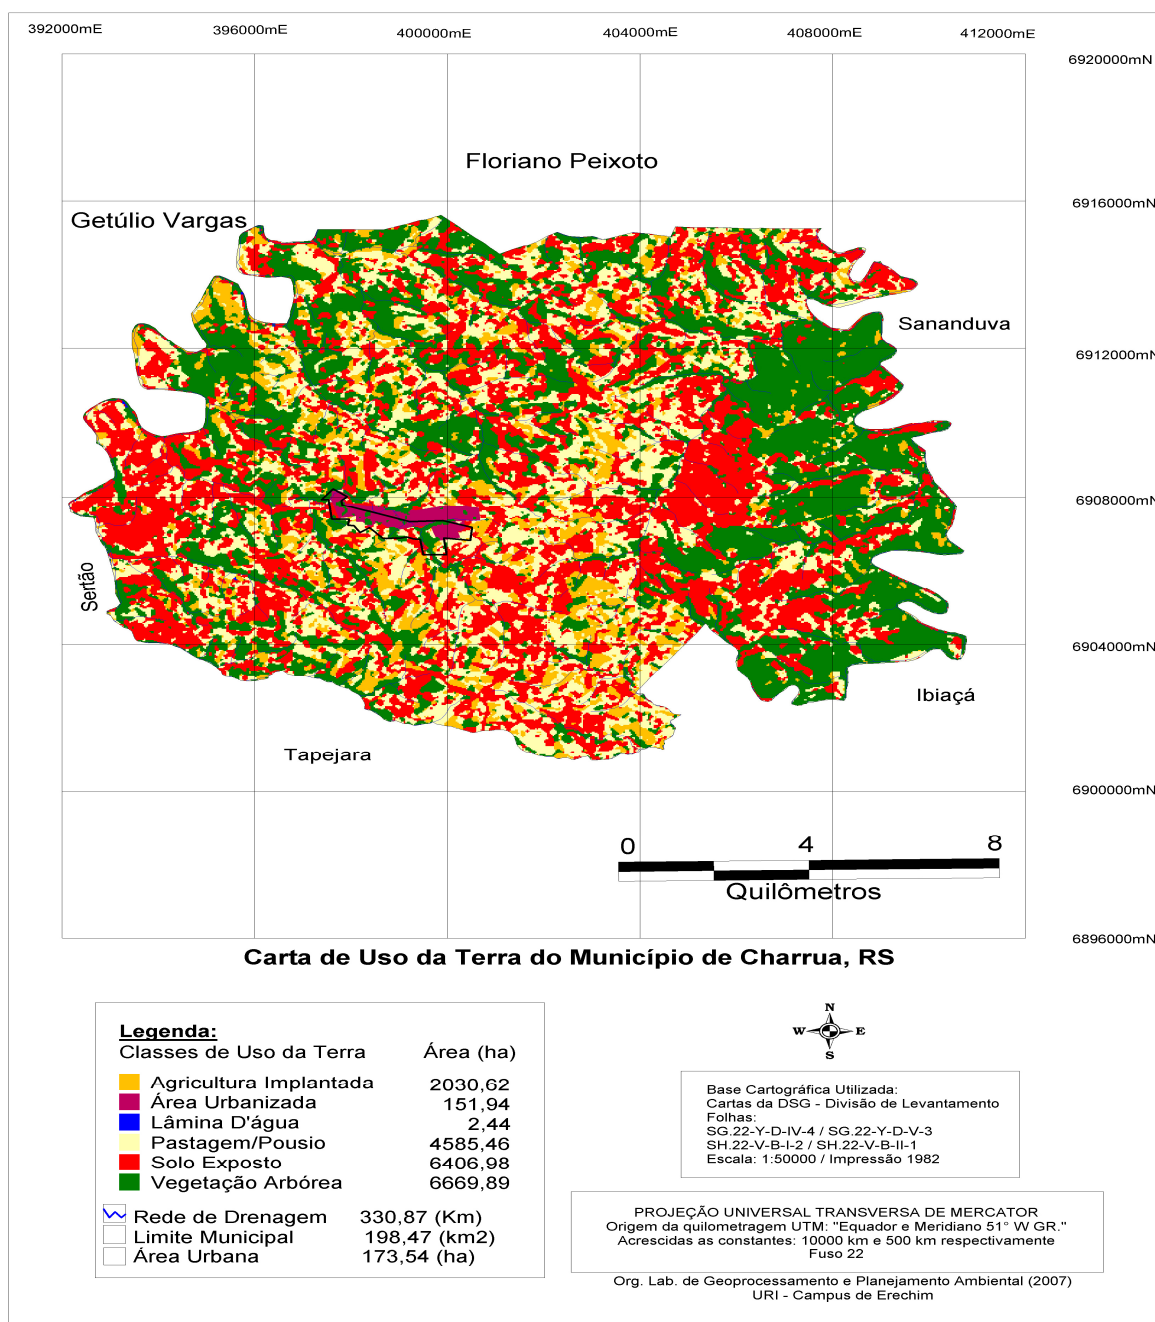 392000mE 396000mE 400000mE 404000mE 408000mE 412000mE
6920000mN
Floriano Peixoto
6916000mN
Getúlio Vargas
Sananduva
6912000mN
6908000mN
Sertão
6904000mN
Ibiaçá
Tapejara
6900000mN
0 4 8
Quilômetros
6896000mN
Carta de Uso da Terra do Município de Charrua, RS
Legenda:
Classes de Uso da Terra Área (ha)
Agricultura Implantada 2030,62
Área Urbanizada 151,94
Lâmina D'água 2,44
Pastagem/Pousio 4585,46
Solo Exposto 6406,98
Vegetação Arbórea 6669,89
Rede de Drenagem 330,87 (Km)
Limite Municipal 198,47 (km2)
Área Urbana 173,54 (ha)
N
W E
S
Base Cartográfica Utilizada:
Cartas da DSG - Divisão de Levantamento
Folhas:
SG.22-Y-D-IV-4 / SG.22-Y-D-V-3
SH.22-V-B-I-2 / SH.22-V-B-II-1
Escala: 1:50000 / Impressão 1982
PROJEÇÃO UNIVERSAL TRANSVERSA DE MERCATOR
Origem da quilometragem UTM: "Equador e Meridiano 51° W GR."
Acrescidas as constantes: 10000 km e 500 km respectivamente
Fuso 22
Org. Lab. de Geoprocessamento e Planejamento Ambiental (2007)
URI - Campus de Erechim